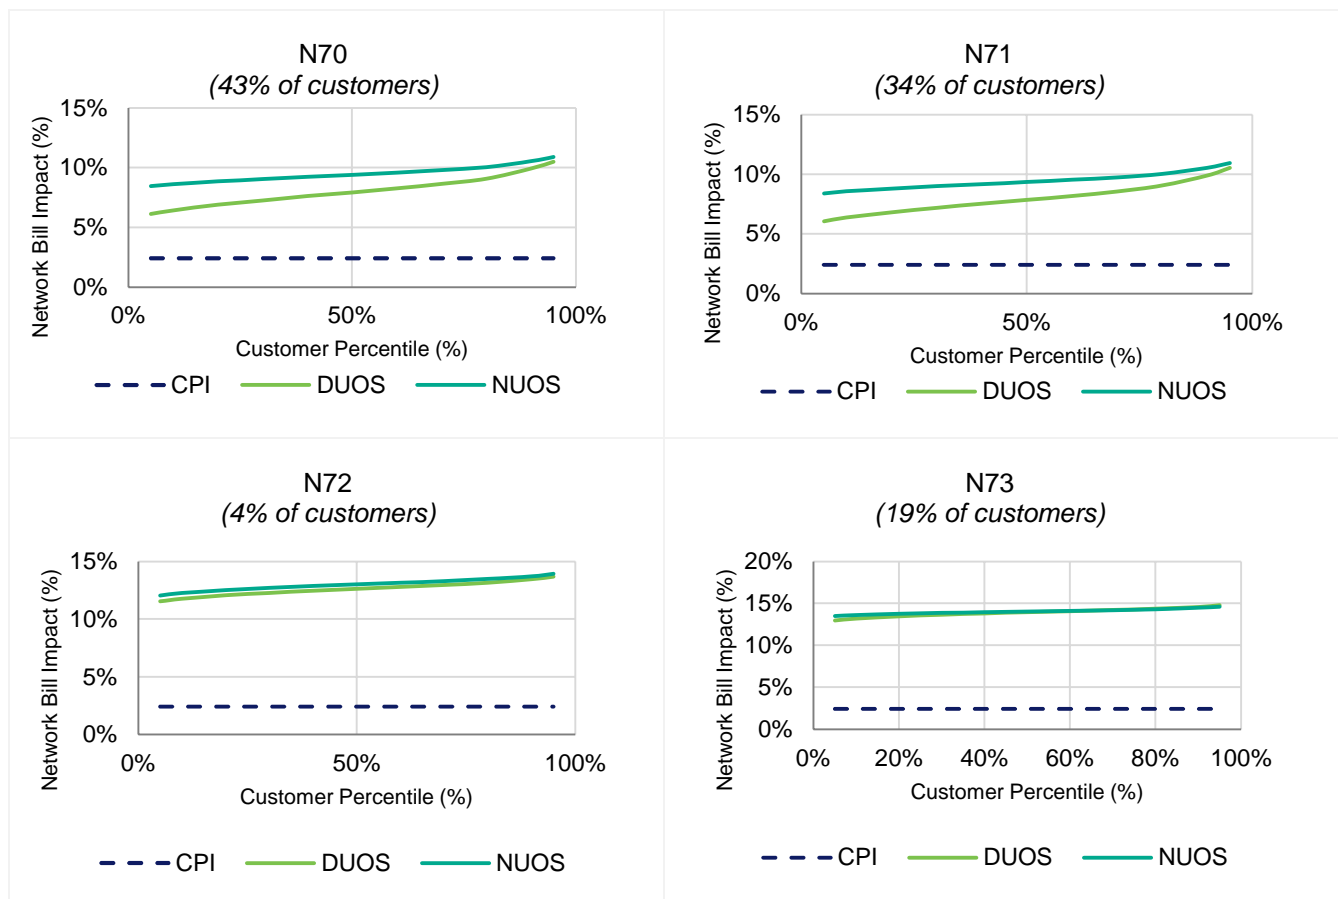 N70
(43% of customers)
Network Bill Impact (%)
15%
10%
5%
0%
0% 50% 100%
Customer Percentile (%)
CPI DUOS NUOS
N71
(34% of customers)
Network Bill Impact (%)
15%
10%
5%
0%
0% 50% 100%
Customer Percentile (%)
CPI DUOS NUOS
N72
(4% of customers)
Network Bill Impact (%)
15%
10%
5%
0%
0% 50% 100%
Customer Percentile (%)
CPI DUOS NUOS
N73
(19% of customers)
Network Bill Impact (%)
20%
15%
10%
5%
0%
0% 20% 40% 60% 80% 100%
Customer Percentile (%)
CPI DUOS NUOS